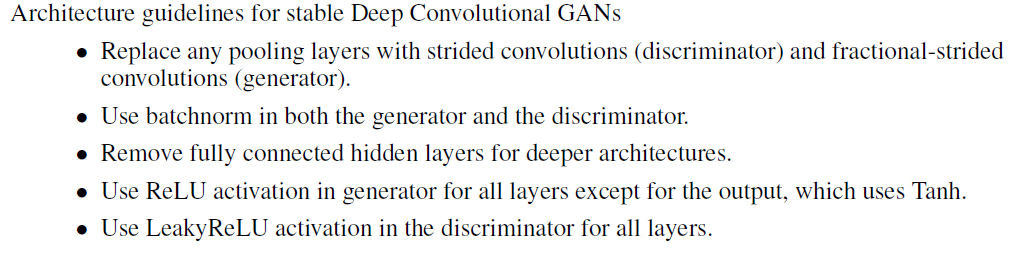 Architecture guidelines for stable Deep Convolutional GANs
• Replace any pooling layers with strided convolutions (discriminator) and fractional-strided
convolutions (generator).
• Use batchnorm in both the generator and the discriminator.
• Remove fully connected hidden layers for deeper architectures.
• Use ReLU activation in generator for all layers except for the output, which uses Tanh.
• Use LeakyReLU activation in the discriminator for all layers.